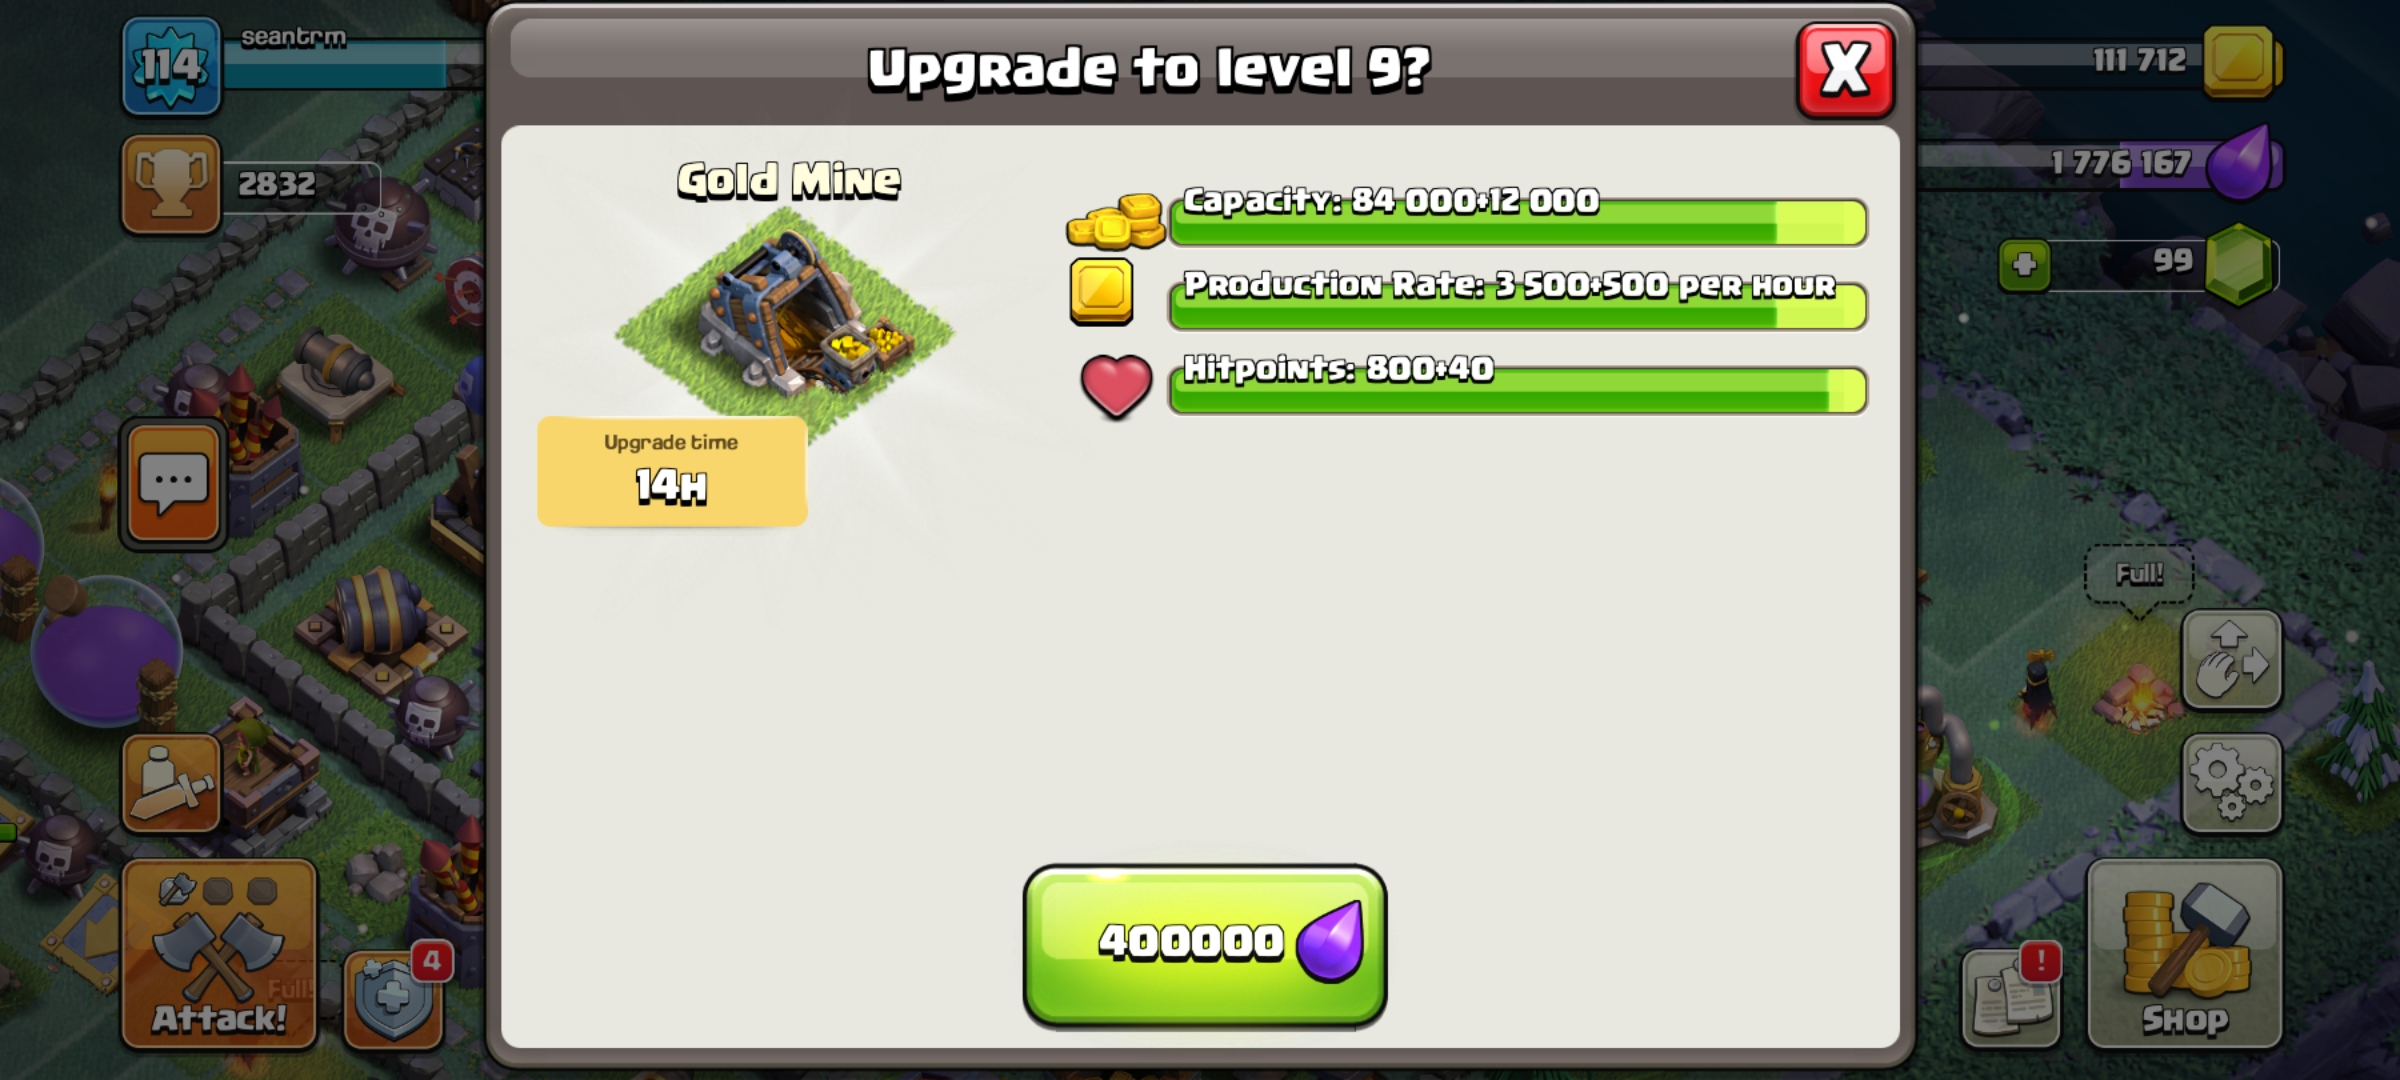 114
seantrm
2832
Upgrade to level 9?
X
111 712
1 776 167
99
Gold Mine
Capacity: 84 000+12 000
Production Rate: 3 500+500 per hour
Hitpoints: 800+40
Upgrade time
14H
Full!
400000
4
Full!
Attack!
!
Shop